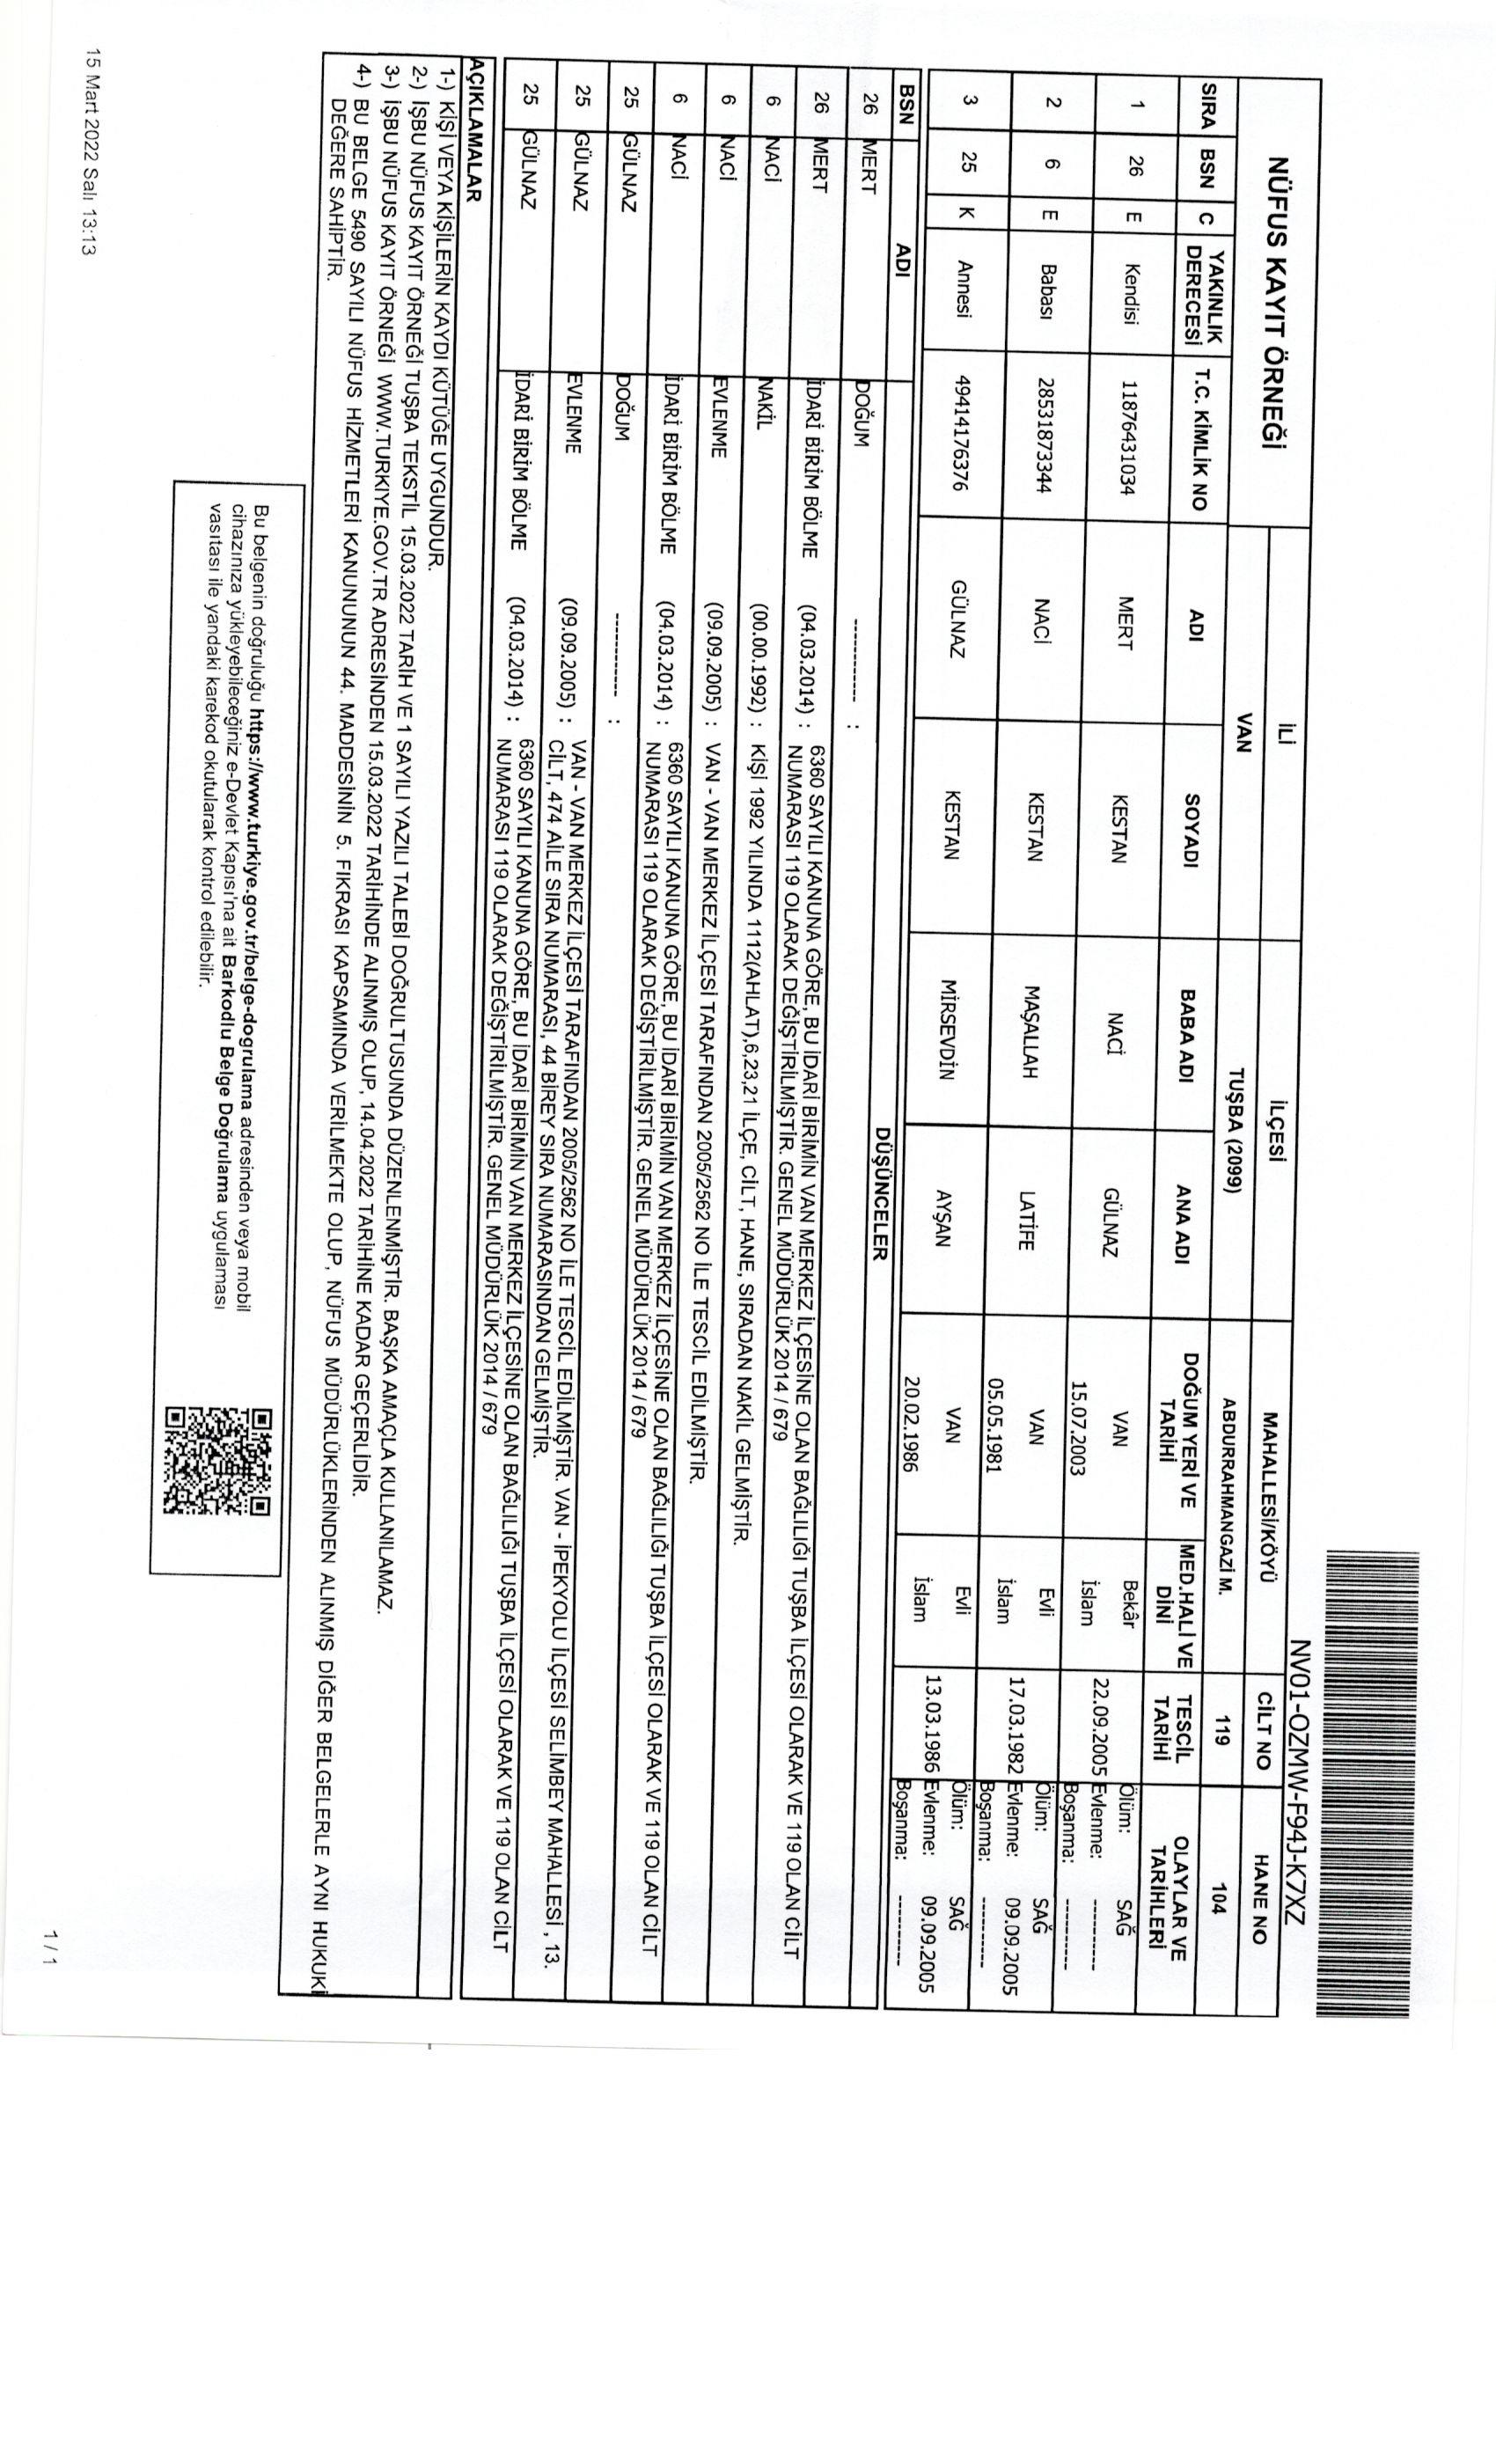 NV01-OZMW-F94J-K7XZ
NÜFUS KAYIT ÖRNEĞİ
İLİ İLÇESİ MAHALLESİ/KÖYÜ CİLT NO HANE NO
VAN TUŞBA (2099) ABDURAHMANGAZİ M. 119 104
SIRA BSN C YAKINLIK DERECESİ T.C. KİMLİK NO ADI SOYADI BABA ADI ANA ADI DOĞUM YERİ VE TARİHİ MED.HALİ VE DİNİ TESCİL TARİHİ OLAYLAR VE TARİHLERİ
1 26 E Kendisi 11876431034 MERT KESTAN NACİ GÜLNAZ VAN 15.07.2003 Bekâr İslam 22.09.2005 Ölüm: SAĞ Evlenme: ---------- Boşanma: ----------
2 6 E Babası 28531873344 NACİ KESTAN MAŞALLAH LATİFE VAN 05.05.1981 Evli İslam 17.03.1982 Ölüm: SAĞ Evlenme: 09.09.2005 Boşanma: ----------
3 25 K Annesi 49414176376 GÜLNAZ KESTAN MİRSEVDİN AYŞAN VAN 20.02.1986 Evli İslam 13.03.1986 Ölüm: SAĞ Evlenme: 09.09.2005 Boşanma: ----------
BSN ADI DÜŞÜNCELER
26 MERT DOĞUM ------------ :
26 MERT İDARİ BİRİM BÖLME (04.03.2014) : 6360 SAYILI KANUNA GÖRE, BU İDARİ BİRİMİN VAN MERKEZ İLÇESİNE OLAN BAĞLILIĞI TUŞBA İLÇESİ OLARAK VE 119 OLAN CİLT
NUMARASI 119 OLARAK DEĞİŞTİRİLMİŞTİR. GENEL MÜDÜRLÜK 2014 / 679
6 NACİ NAKİL (00.00.1992) : KİŞİ 1992 YILINDA 1112(AHLAT),6,23,21 İLÇE, CİLT, HANE, SIRADAN NAKİL GELMİŞTİR.
6 NACİ EVLENME (09.09.2005) : VAN - VAN MERKEZ İLÇESİ TARAFINDAN 2005/2562 NO İLE TESCİL EDİLMİŞTİR.
6 NACİ İDARİ BİRİM BÖLME (04.03.2014) : 6360 SAYILI KANUNA GÖRE, BU İDARİ BİRİMİN VAN MERKEZ İLÇESİNE OLAN BAĞLILIĞI TUŞBA İLÇESİ OLARAK VE 119 OLAN CİLT
NUMARASI 119 OLARAK DEĞİŞTİRİLMİŞTİR. GENEL MÜDÜRLÜK 2014 / 679
25 GÜLNAZ DOĞUM ------------ :
25 GÜLNAZ EVLENME (09.09.2005) : VAN - VAN MERKEZ İLÇESİ TARAFINDAN 2005/2562 NO İLE TESCİL EDİLMİŞTİR. VAN - İPEKYOLU İLÇESİ SELİMBEY MAHALLESİ , 13.
CİLT, 474 AİLE SIRA NUMARASI, 44 BİREY SIRA NUMARASINDAN GELMİŞTİR.
25 GÜLNAZ İDARİ BİRİM BÖLME (04.03.2014) : 6360 SAYILI KANUNA GÖRE, BU İDARİ BİRİMİN VAN MERKEZ İLÇESİNE OLAN BAĞLILIĞI TUŞBA İLÇESİ OLARAK VE 119 OLAN CİLT
NUMARASI 119 OLARAK DEĞİŞTİRİLMİŞTİR. GENEL MÜDÜRLÜK 2014 / 679
AÇIKLAMALAR
1-) KİŞİ VEYA KİŞİLERİN KAYDI KÜTÜĞE UYGUNDUR.
2-) İŞBU NÜFUS KAYIT ÖRNEĞİ TUŞBA TEKSTİL 15.03.2022 TARİH VE 1 SAYILI YAZILI TALEBİ DOĞRULTUSUNDA DÜZENLENMİŞTİR. BAŞKA AMAÇLA KULLANILAMAZ.
3-) İŞBU NÜFUS KAYIT ÖRNEĞİ WWW.TURKIYE.GOV.TR ADRESİNDEN 15.03.2022 TARİHİNDE ALINMIŞ OLUP, 14.04.2022 TARİHİNE KADAR GEÇERLİDİR.
4-) BU BELGE 5490 SAYILI NÜFUS HİZMETLERİ KANUNUNUN 44. MADDESİNİN 5. FIKRASI KAPSAMINDA VERİLMEKTE OLUP, NÜFUS MÜDÜRLÜKLERİNDEN ALINMIŞ DİĞER BELGELERLE AYNI HUKUKİ
DEĞERE SAHİPTİR.
Bu belgenin doğruluğu https://www.turkiye.gov.tr/belge-dogrulama adresinden veya mobil
cihazınıza yükleyebileceğiniz e-Devlet Kapısı'na ait Barkodlu Belge Doğrulama uygulaması
vasıtası ile yandaki karekod okutularak kontrol edilebilir.
15 Mart 2022 Salı 13:13
1 / 1